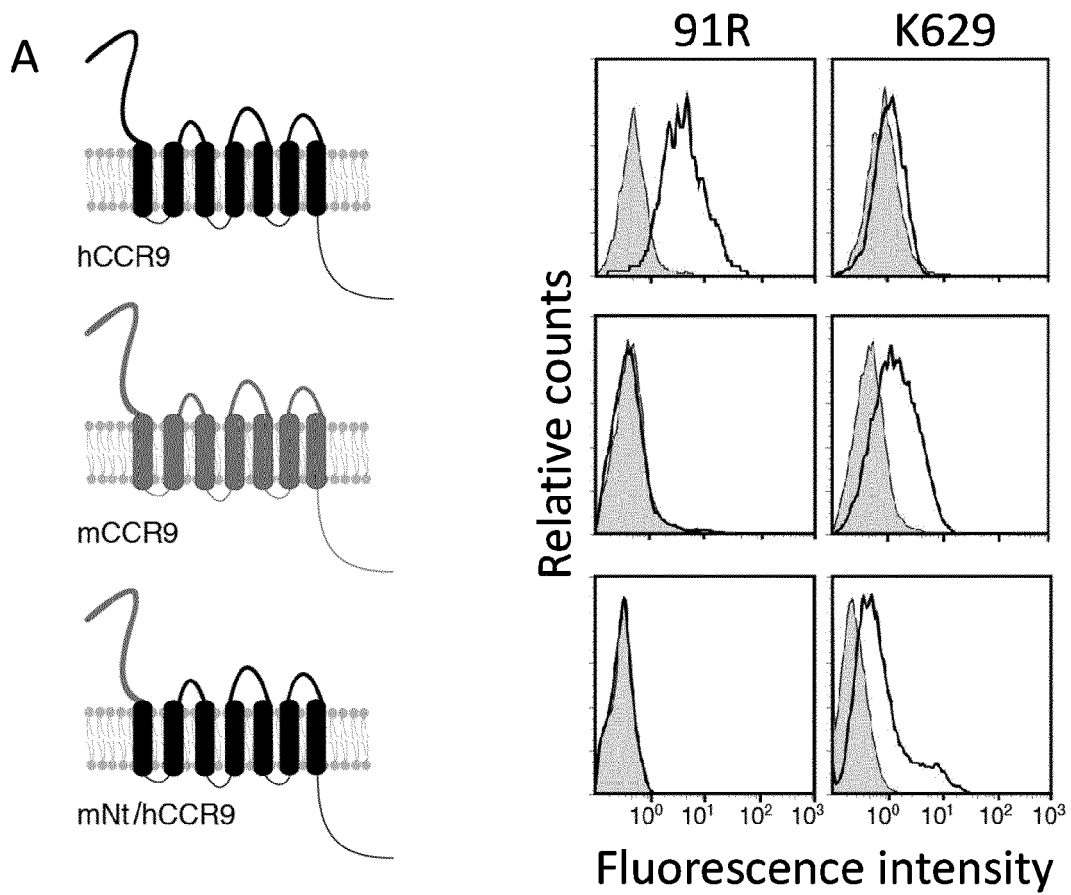 A
91R
K629
hCCR9
mCCR9
mNt/hCCR9
Relative counts
10⁰ 10¹ 10² 10³
10⁰ 10¹ 10² 10³
Fluorescence intensity